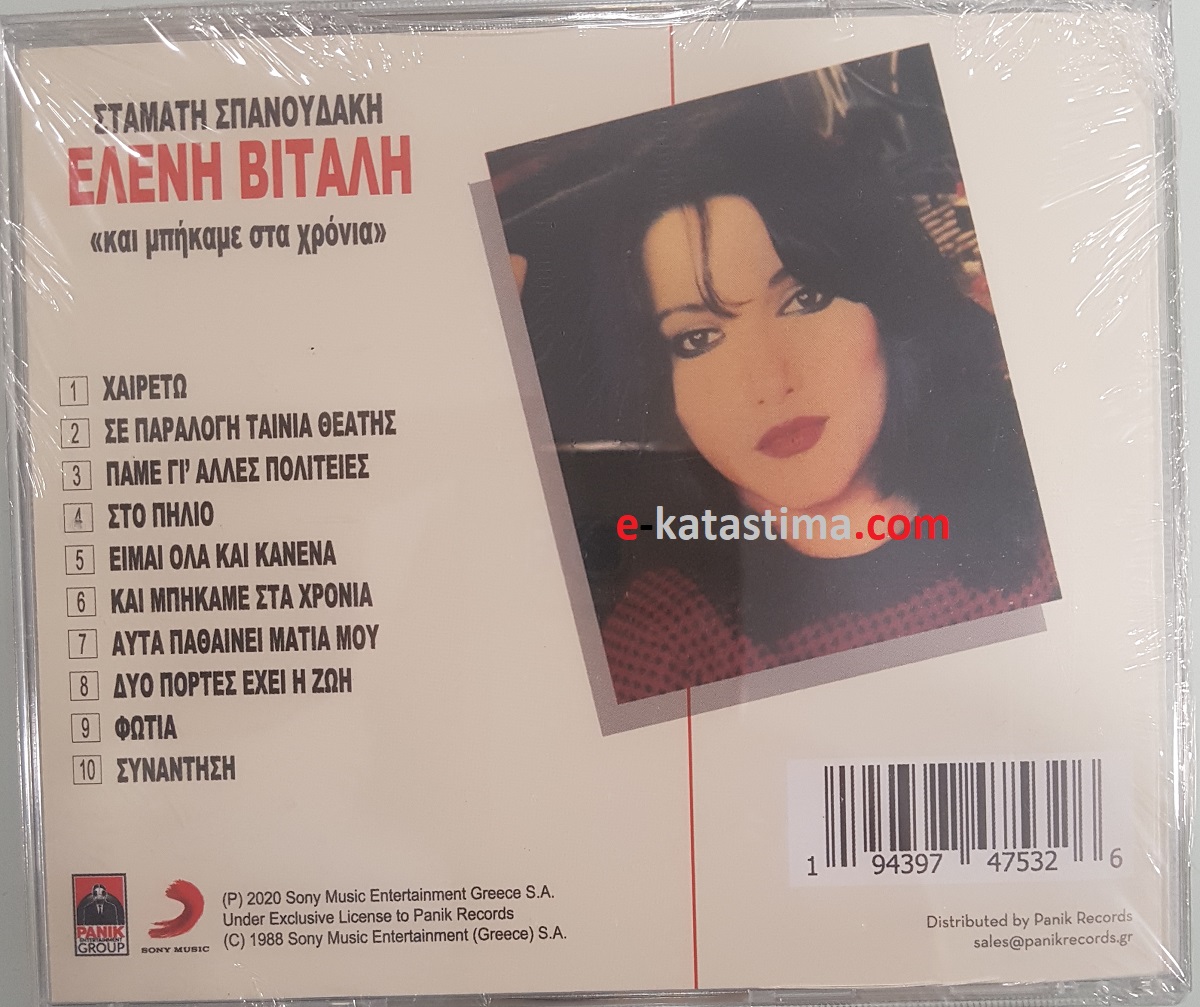 ΣΤΑΜΑΤΗ ΣΠΑΝΟΥΔΑΚΗ
ΕΛΕΝΗ ΒΙΤΑΛΗ
«και μπήκαμε στα χρόνια»
1 ΧΑΙΡΕΤΩ
2 ΣΕ ΠΑΡΑΛΟΓΗ ΤΑΙΝΙΑ ΘΕΑΤΗΣ
3 ΠΑΜΕ ΓΙ' ΑΛΛΕΣ ΠΟΛΙΤΕΙΕΣ
4 ΣΤΟ ΠΗΛΙΟ
5 ΕΙΜΑΙ ΟΛΑ ΚΑΙ ΚΑΝΕΝΑ
6 ΚΑΙ ΜΠΗΚΑΜΕ ΣΤΑ ΧΡΟΝΙΑ
7 ΑΥΤΑ ΠΑΘΑΙΝΕΙ ΜΑΤΙΑ ΜΟΥ
8 ΔΥΟ ΠΟΡΤΕΣ ΕΧΕΙ Η ΖΩΗ
9 ΦΩΤΙΑ
10 ΣΥΝΑΝΤΗΣΗ
e-katastima.com
1 94397 47532 6
PANIK
ENTERTAINMENT
GROUP
SONY MUSIC
(P) 2020 Sony Music Entertainment Greece S.A.
Under Exclusive License to Panik Records
(C) 1988 Sony Music Entertainment (Greece) S.A.
Distributed by Panik Records
sales@panikrecords.gr